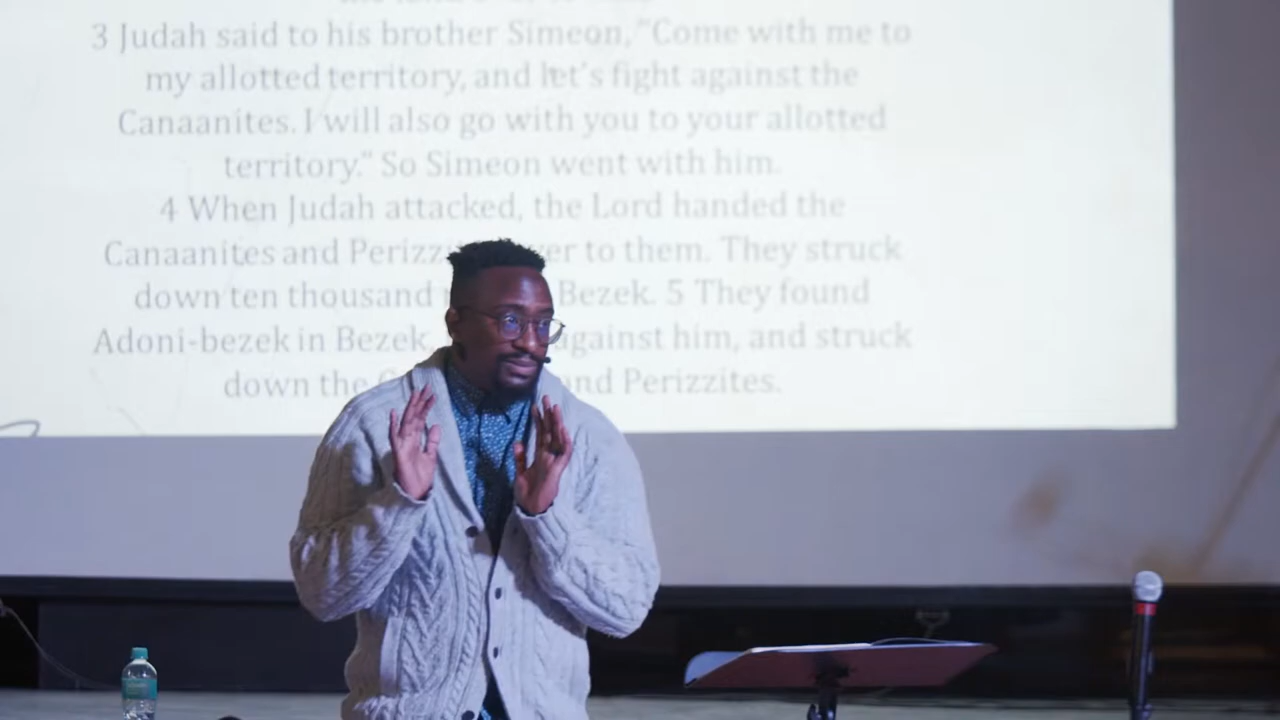 3 Judah said to his brother Simeon, "Come with me to
my allotted territory, and let's fight against the
Canaanites. I will also go with you to your allotted
territory." So Simeon went with him.
4 When Judah attacked, the Lord handed the
Canaanites and to them. They struck
down ten thousand Bezek. 5 They found
Adoni-bezek in Bezek, against him, and struck
down the and Perizzites.